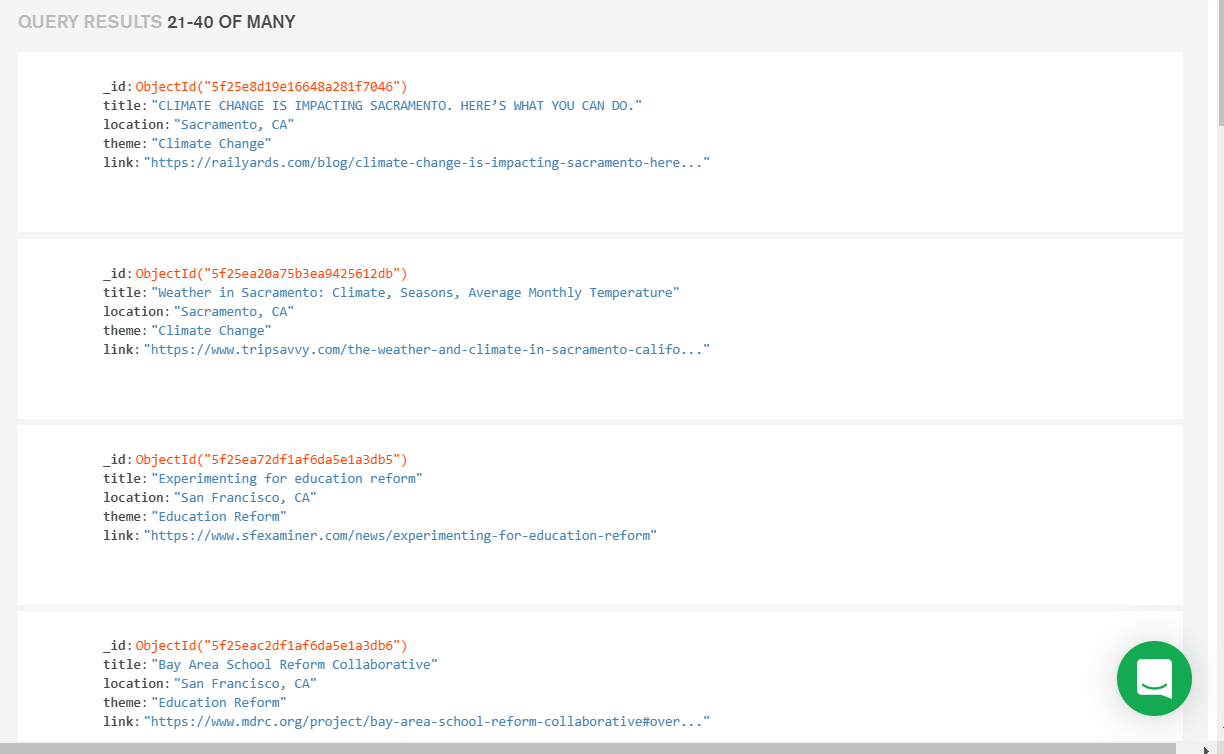 QUERY RESULTS 21-40 OF MANY
_id: ObjectId("5f25e8d19e16648a281f7046")
title: "CLIMATE CHANGE IS IMPACTING SACRAMENTO. HERE’S WHAT YOU CAN DO."
location: "Sacramento, CA"
theme: "Climate Change"
link: "https://railyards.com/blog/climate-change-is-impacting-sacramento-here..."
_id: ObjectId("5f25ea20a75b3ea9425612db")
title: "Weather in Sacramento: Climate, Seasons, Average Monthly Temperature"
location: "Sacramento, CA"
theme: "Climate Change"
link: "https://www.tripsavvy.com/the-weather-and-climate-in-sacramento-califo..."
_id: ObjectId("5f25ea72df1af6da5e1a3db5")
title: "Experimenting for education reform"
location: "San Francisco, CA"
theme: "Education Reform"
link: "https://www.sfexaminer.com/news/experimenting-for-education-reform"
_id: ObjectId("5f25eac2df1af6da5e1a3db6")
title: "Bay Area School Reform Collaborative"
location: "San Francisco, CA"
theme: "Education Reform"
link: "https://www.mdrc.org/project/bay-area-school-reform-collaborative#over..."